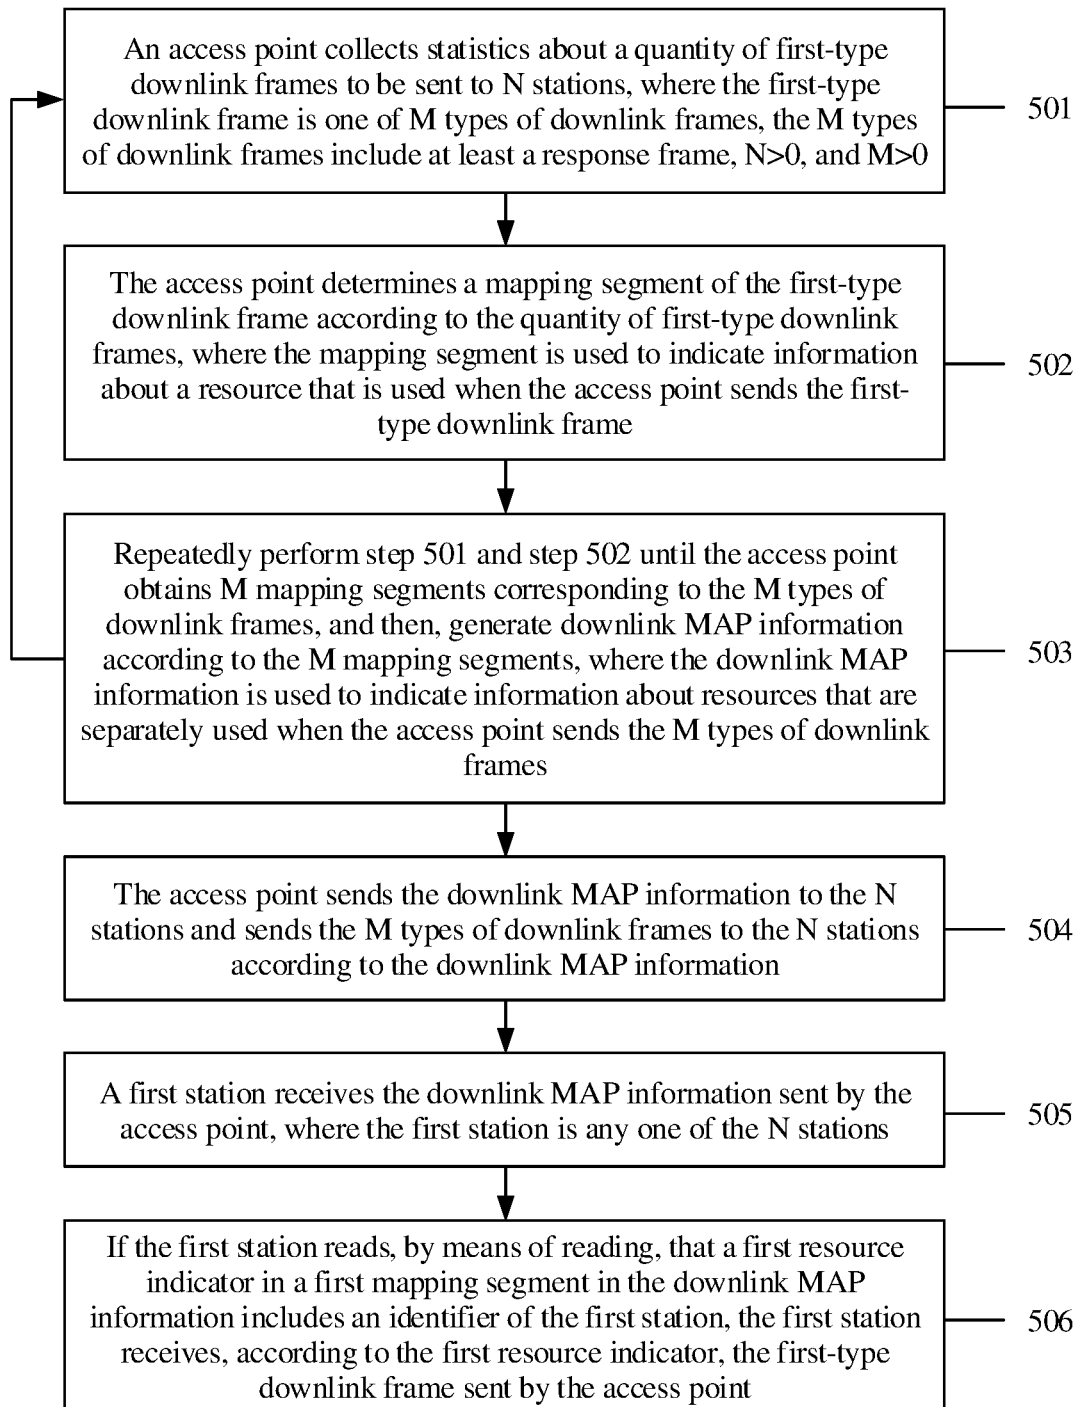 An access point collects statistics about a quantity of first-type
downlink frames to be sent to N stations, where the first-type
downlink frame is one of M types of downlink frames, the M types
of downlink frames include at least a response frame, N>0, and M>0
501
The access point determines a mapping segment of the first-type
downlink frame according to the quantity of first-type downlink
frames, where the mapping segment is used to indicate information
about a resource that is used when the access point sends the first-
type downlink frame
502
Repeatedly perform step 501 and step 502 until the access point
obtains M mapping segments corresponding to the M types of
downlink frames, and then, generate downlink MAP information
according to the M mapping segments, where the downlink MAP
information is used to indicate information about resources that are
separately used when the access point sends the M types of downlink
frames
503
The access point sends the downlink MAP information to the N
stations and sends the M types of downlink frames to the N stations
according to the downlink MAP information
504
A first station receives the downlink MAP information sent by the
access point, where the first station is any one of the N stations
505
If the first station reads, by means of reading, that a first resource
indicator in a first mapping segment in the downlink MAP
information includes an identifier of the first station, the first station
receives, according to the first resource indicator, the first-type
downlink frame sent by the access point
506